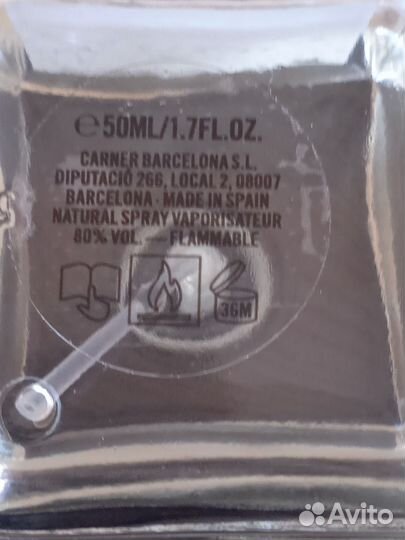 ℮50ML/1.7FL.OZ.
CARNER BARCELONA S.L.
DIPUTACIÓ 266, LOCAL 2, 08007
BARCELONA · MADE IN SPAIN
NATURAL SPRAY VAPORISATEUR
80% VOL. — FLAMMABLE
36M
Avito